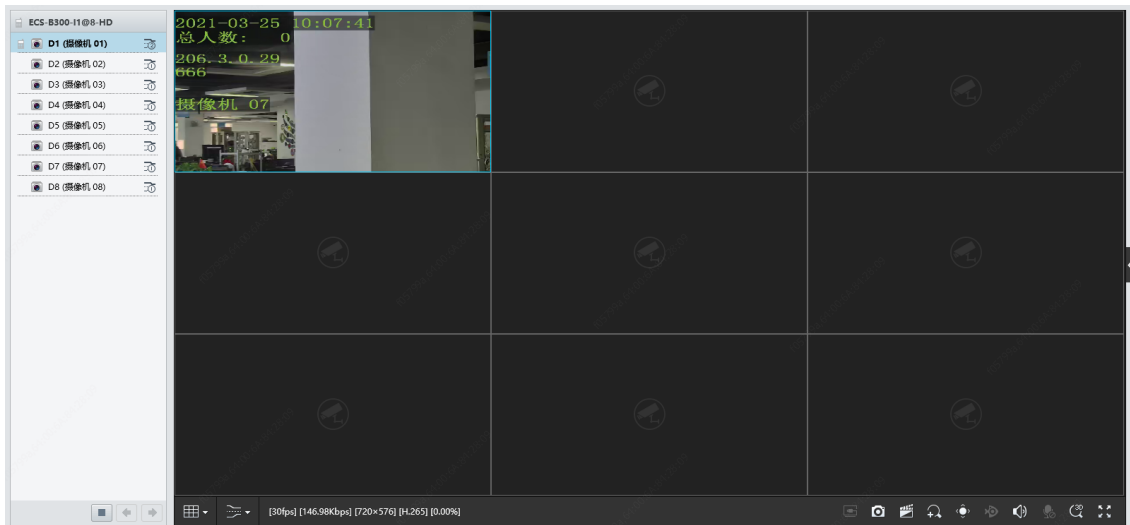 ECS-B300-I1@8-HD
D1 (摄像机 01)
D2 (摄像机 02)
D3 (摄像机 03)
D4 (摄像机 04)
D5 (摄像机 05)
D6 (摄像机 06)
D7 (摄像机 07)
D8 (摄像机 08)
2021-03-25 10:07:41
总人数: 0
206.3.0.29
666
摄像机 07
[30fps] [146.98Kbps] [720×576] [H.265] [0.00%]
3D